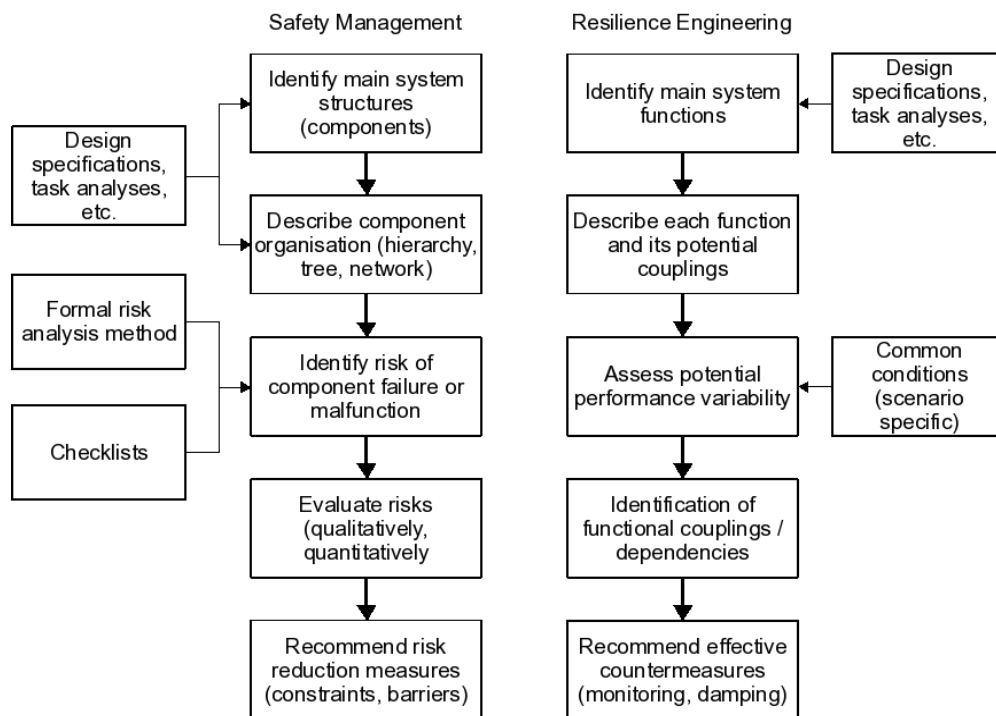 Safety Management
Resilience Engineering
Identify main system
structures
(components)
Identify main system
functions
Design
specifications,
task analyses,
etc.
Design
specifications,
task analyses,
etc.
Describe component
organisation (hierarchy,
tree, network)
Describe each function
and its potential
couplings
Formal risk
analysis method
Identify risk of
component failure or
malfunction
Assess potential
performance variability
Common
conditions
(scenario
specific)
Checklists
Evaluate risks
(qualitatively,
quantitatively
Identification of
functional couplings /
dependencies
Recommend risk
reduction measures
(constraints, barriers)
Recommend effective
countermeasures
(monitoring, damping)